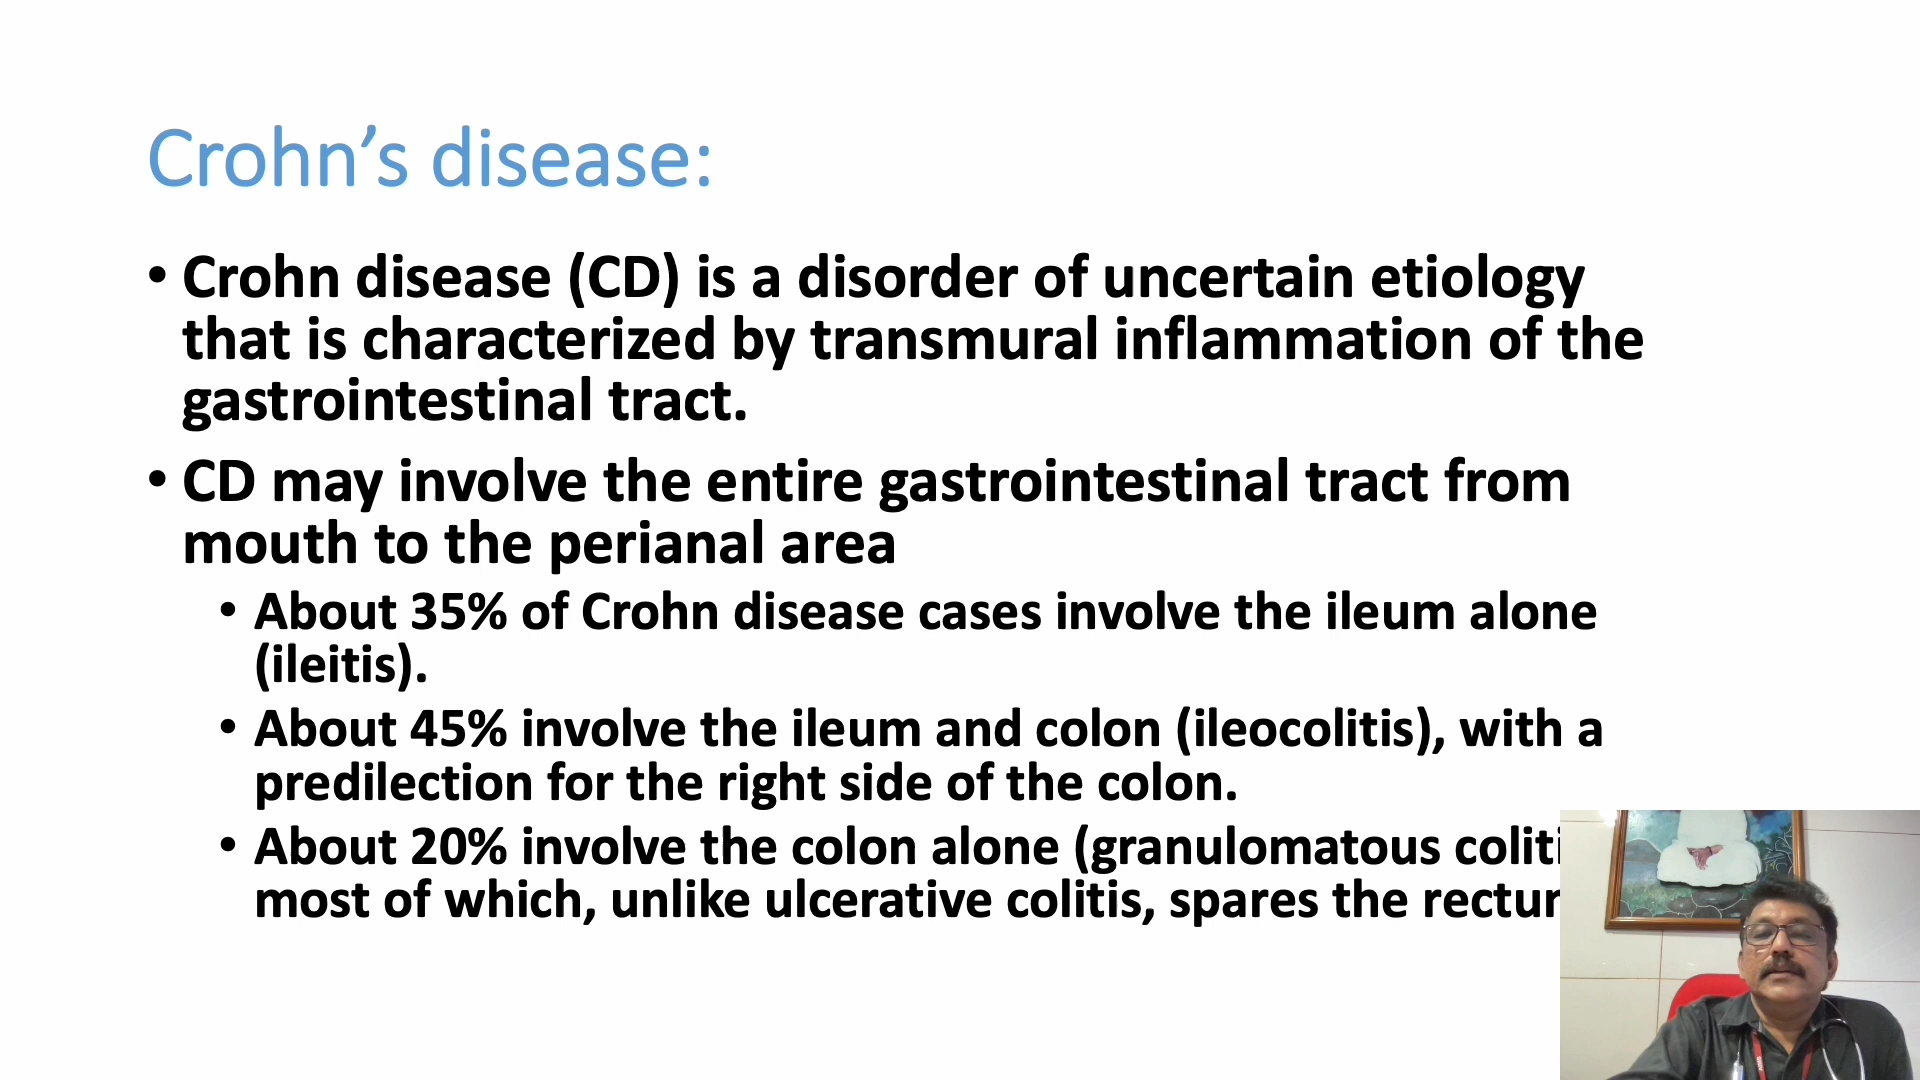 Crohn’s disease:
• Crohn disease (CD) is a disorder of uncertain etiology
that is characterized by transmural inflammation of the
gastrointestinal tract.
• CD may involve the entire gastrointestinal tract from
mouth to the perianal area
• About 35% of Crohn disease cases involve the ileum alone
(ileitis).
• About 45% involve the ileum and colon (ileocolitis), with a
predilection for the right side of the colon.
• About 20% involve the colon alone (granulomatous coliti
most of which, unlike ulcerative colitis, spares the rectu